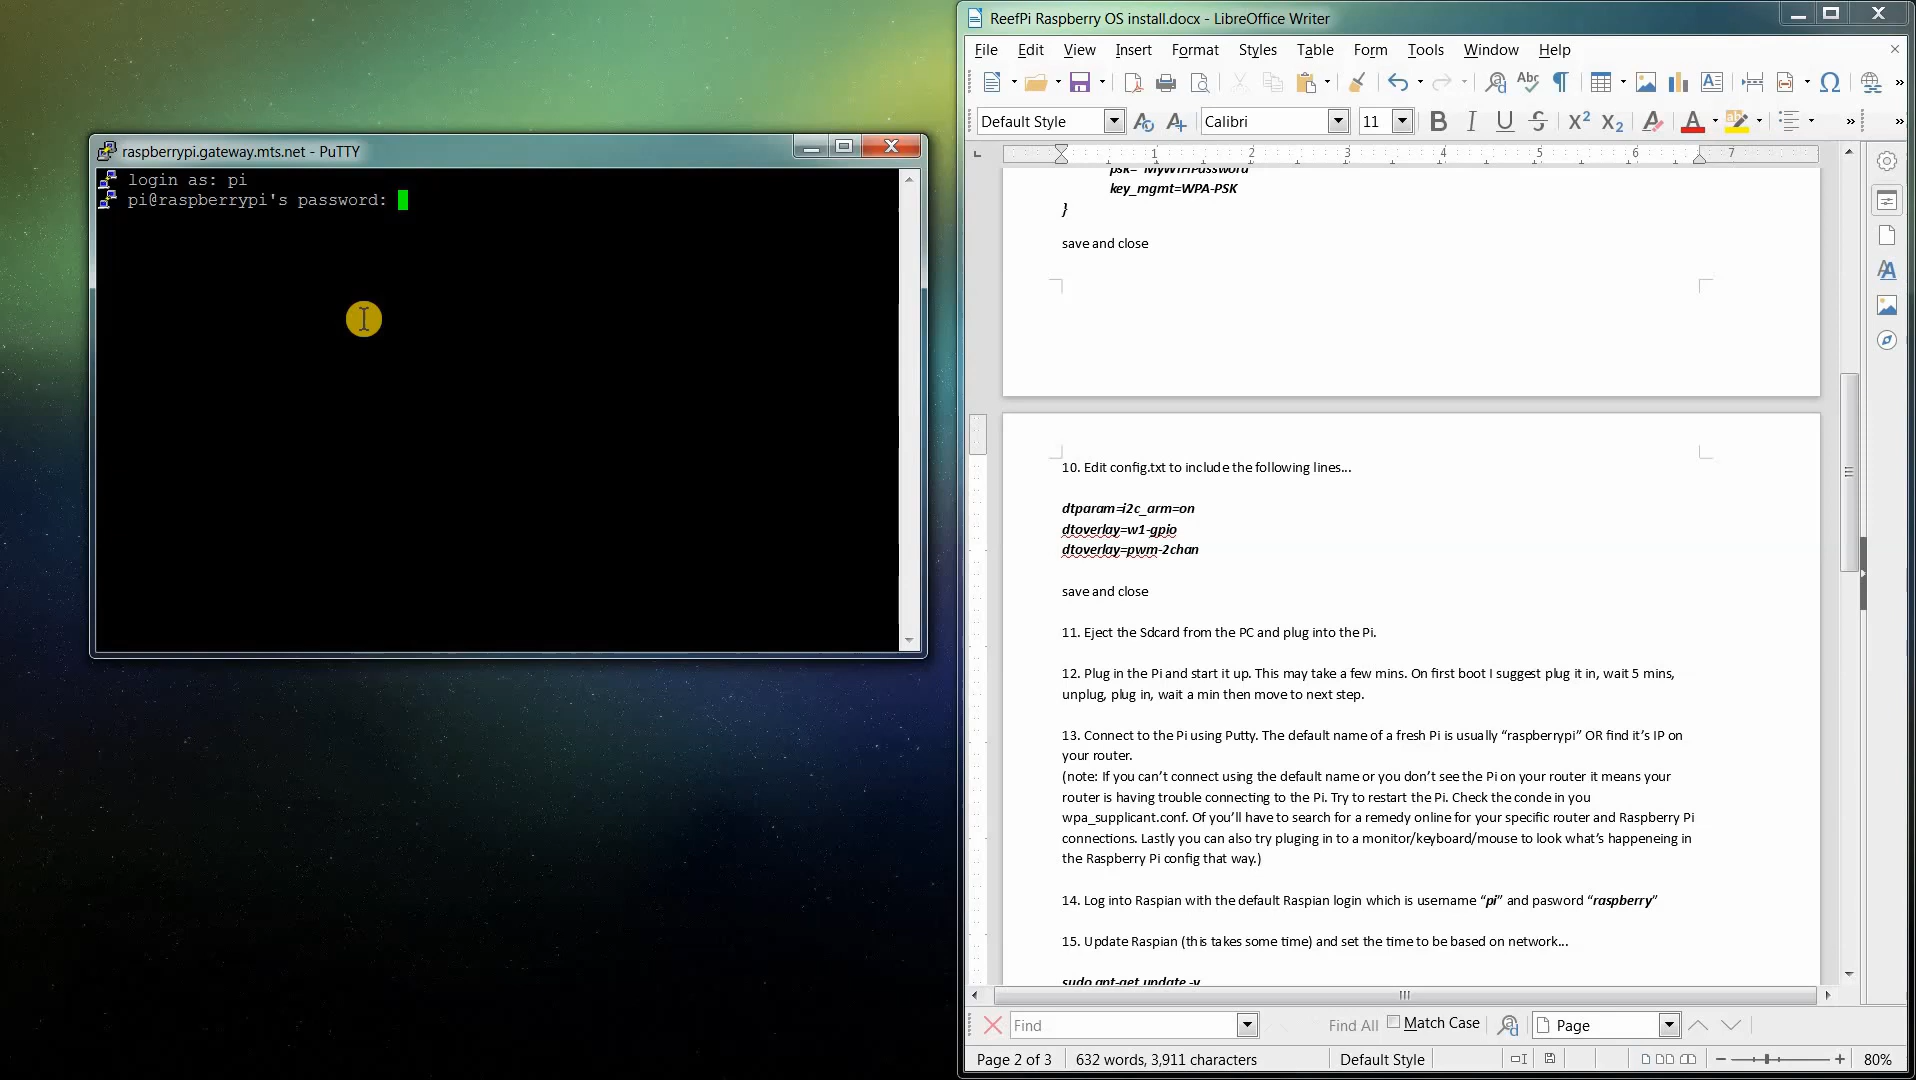 raspberrypi.gateway.mts.net - PuTTY
login as: pi
pi@raspberrypi's password:
ReefPi Raspberry OS install.docx - LibreOffice Writer
File Edit View Insert Format Styles Table Form Tools Window Help
Default Style Calibri 11
1 2 3 4 5 6 7
psk="MyWiFiPassword
key_mgmt=WPA-PSK
}
save and close
10. Edit config.txt to include the following lines...
dtparam=i2c_arm=on
dtoverlay=w1-gpio
dtoverlay=pwm-2chan
save and close
11. Eject the Sdcard from the PC and plug into the Pi.
12. Plug in the Pi and start it up. This may take a few mins. On first boot I suggest plug it in, wait 5 mins,
unplug, plug in, wait a min then move to next step.
13. Connect to the Pi using Putty. The default name of a fresh Pi is usually “raspberrypi” OR find it’s IP on
your router.
(note: If you can’t connect using the default name or you don’t see the Pi on your router it means your
router is having trouble connecting to the Pi. Try to restart the Pi. Check the conde in you
wpa_supplicant.conf. Of you’ll have to search for a remedy online for your specific router and Raspberry Pi
connections. Lastly you can also try pluging in to a monitor/keyboard/mouse to look what’s happeneing in
the Raspberry Pi config that way.)
14. Log into Raspian with the default Raspian login which is username “pi” and pasword “raspberry”
15. Update Raspian (this takes some time) and set the time to be based on network...
sudo apt-get update -y
Find Find All Match Case Page
Page 2 of 3 632 words, 3,911 characters Default Style 80%